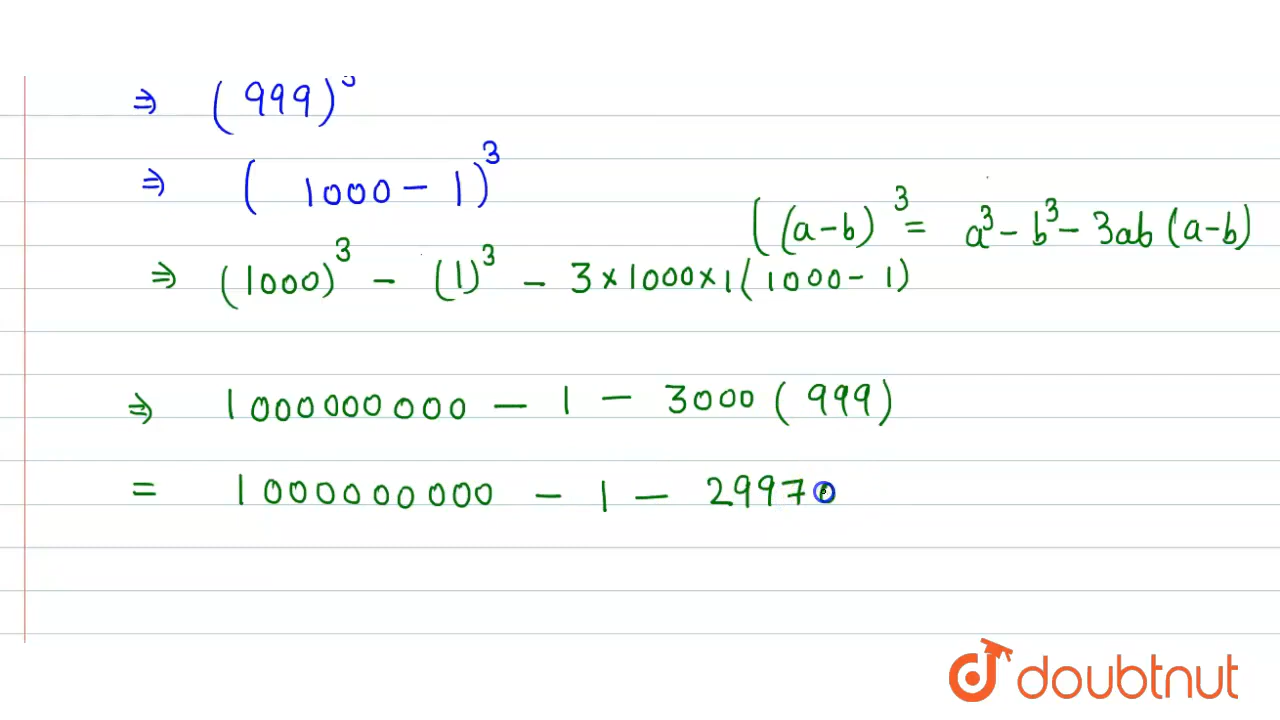 ⇒ (999)³
⇒ (1000 - 1)³
((a-b)³ = a³ - b³ - 3ab (a-b)
⇒ (1000)³ - (1)³ - 3×1000×1(1000 - 1)
⇒ 1000000000 - 1 - 3000 (999)
= 1000000000 - 1 - 29970
doubtnut